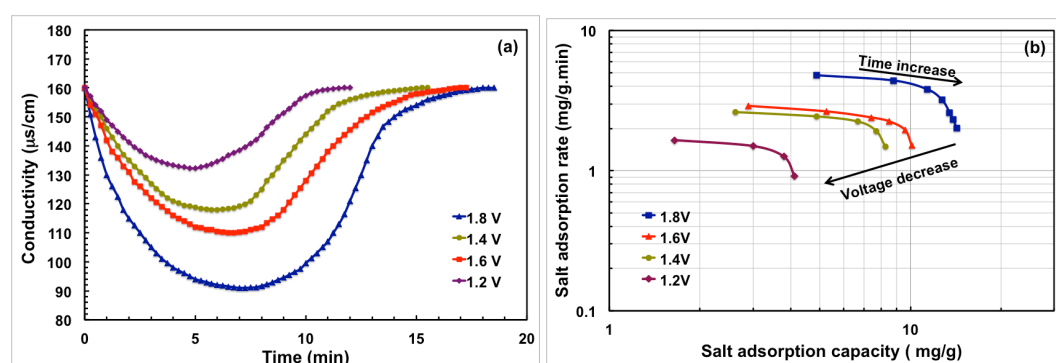 180
170
160
150
140
130
120
110
100
90
80
Conductivity (µs/cm)
(a)
1.8 V
1.4 V
1.6 V
1.2 V
0 5 10 15 20
Time (min)
10
1
0.1
Salt adsorption rate (mg/g.min)
(b)
Time increase
Voltage decrease
1.8V
1.6V
1.4V
1.2V
1 10
Salt adsorption capacity ( mg/g)